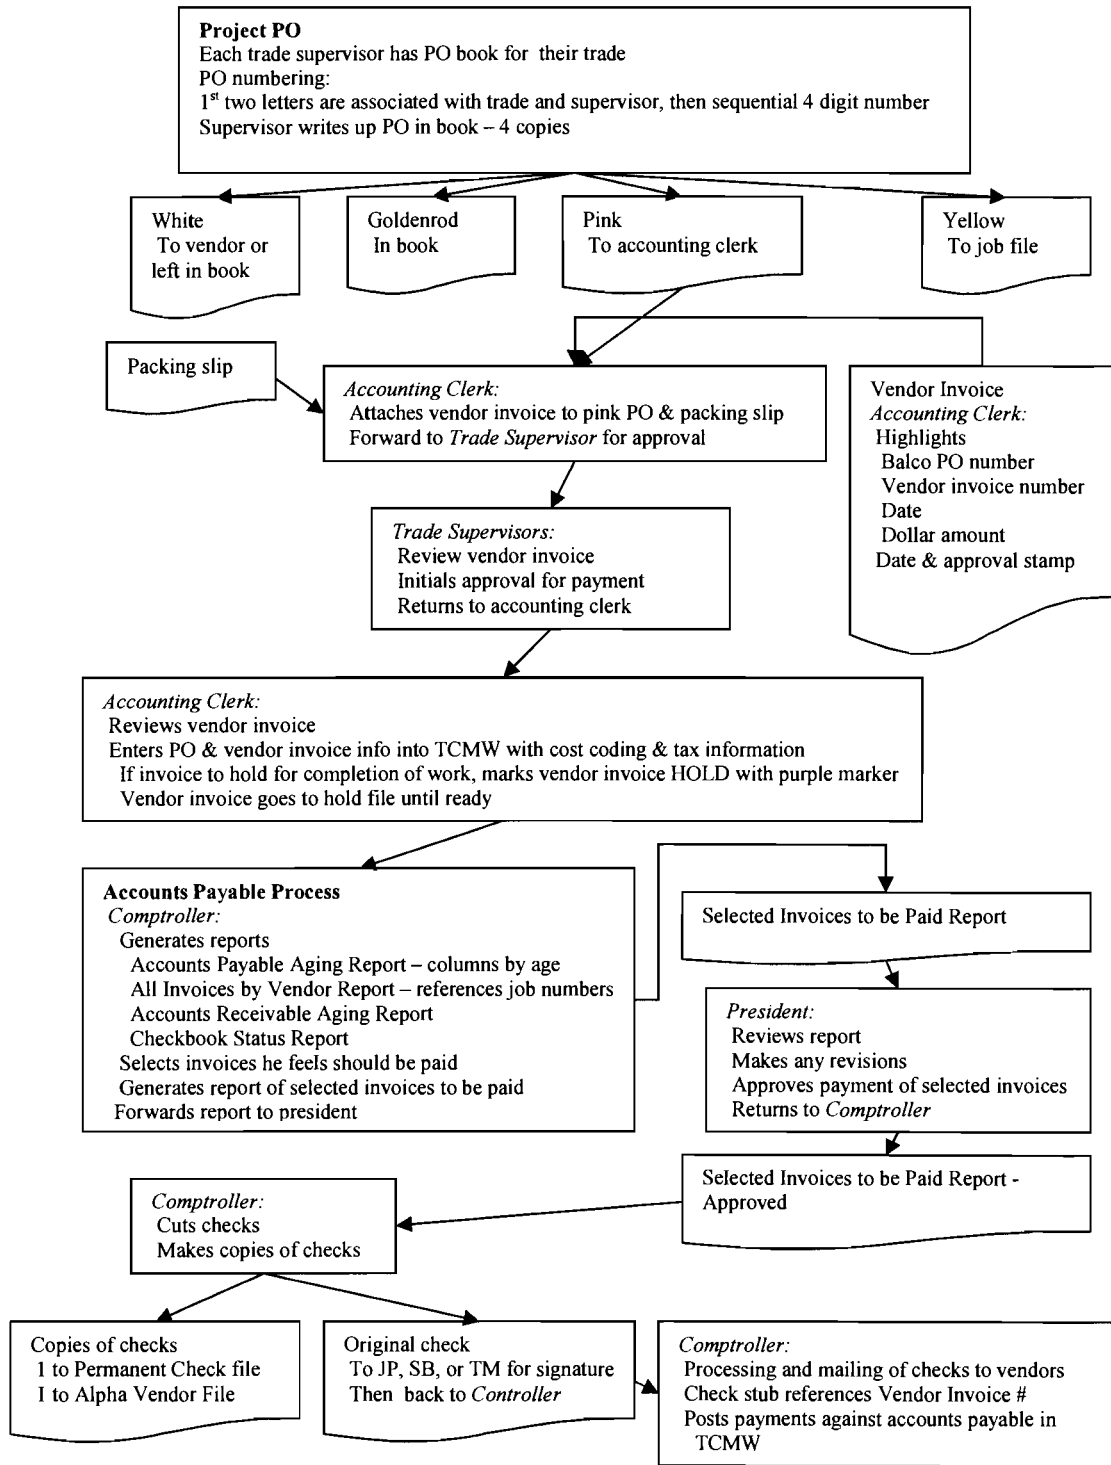 Project PO
Each trade supervisor has PO book for their trade
PO numbering:
1st two letters are associated with trade and supervisor, then sequential 4 digit number
Supervisor writes up PO in book – 4 copies
White
To vendor or
left in book
Goldenrod
In book
Pink
To accounting clerk
Yellow
To job file
Packing slip
Accounting Clerk:
Attaches vendor invoice to pink PO & packing slip
Forward to Trade Supervisor for approval
Vendor Invoice
Accounting Clerk:
Highlights
Balco PO number
Vendor invoice number
Date
Dollar amount
Date & approval stamp
Trade Supervisors:
Review vendor invoice
Initials approval for payment
Returns to accounting clerk
Accounting Clerk:
Reviews vendor invoice
Enters PO & vendor invoice info into TCMW with cost coding & tax information
If invoice to hold for completion of work, marks vendor invoice HOLD with purple marker
Vendor invoice goes to hold file until ready
Accounts Payable Process
Comptroller:
Generates reports
Accounts Payable Aging Report – columns by age
All Invoices by Vendor Report – references job numbers
Accounts Receivable Aging Report
Checkbook Status Report
Selects invoices he feels should be paid
Generates report of selected invoices to be paid
Forwards report to president
Selected Invoices to be Paid Report
President:
Reviews report
Makes any revisions
Approves payment of selected invoices
Returns to Comptroller
Selected Invoices to be Paid Report -
Approved
Comptroller:
Cuts checks
Makes copies of checks
Copies of checks
1 to Permanent Check file
1 to Alpha Vendor File
Original check
To JP, SB, or TM for signature
Then back to Controller
Comptroller:
Processing and mailing of checks to vendors
Check stub references Vendor Invoice #
Posts payments against accounts payable in
TCMW